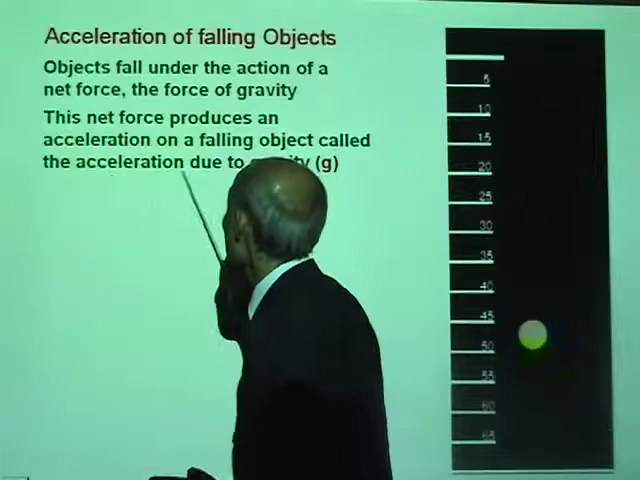 Acceleration of falling Objects
Objects fall under the action of a
net force, the force of gravity
This net force produces an
acceleration on a falling object called
the acceleration due to (g)
5
10
15
20
25
30
35
40
45
50
55
60
65